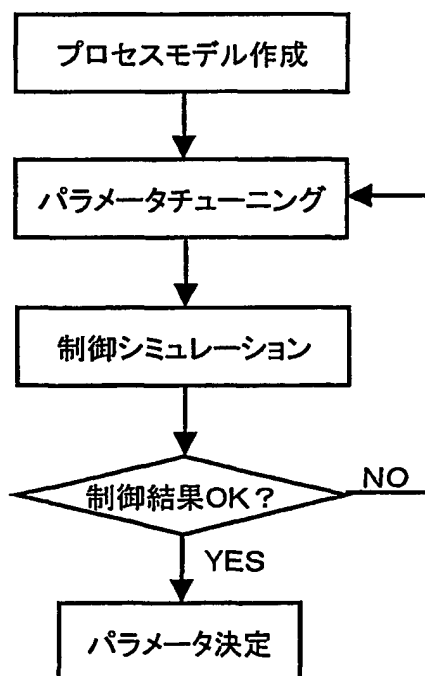 プロセスモデル作成
パラメータチューニング
制御シミュレーション
制御結果OK?
NO
YES
パラメータ決定